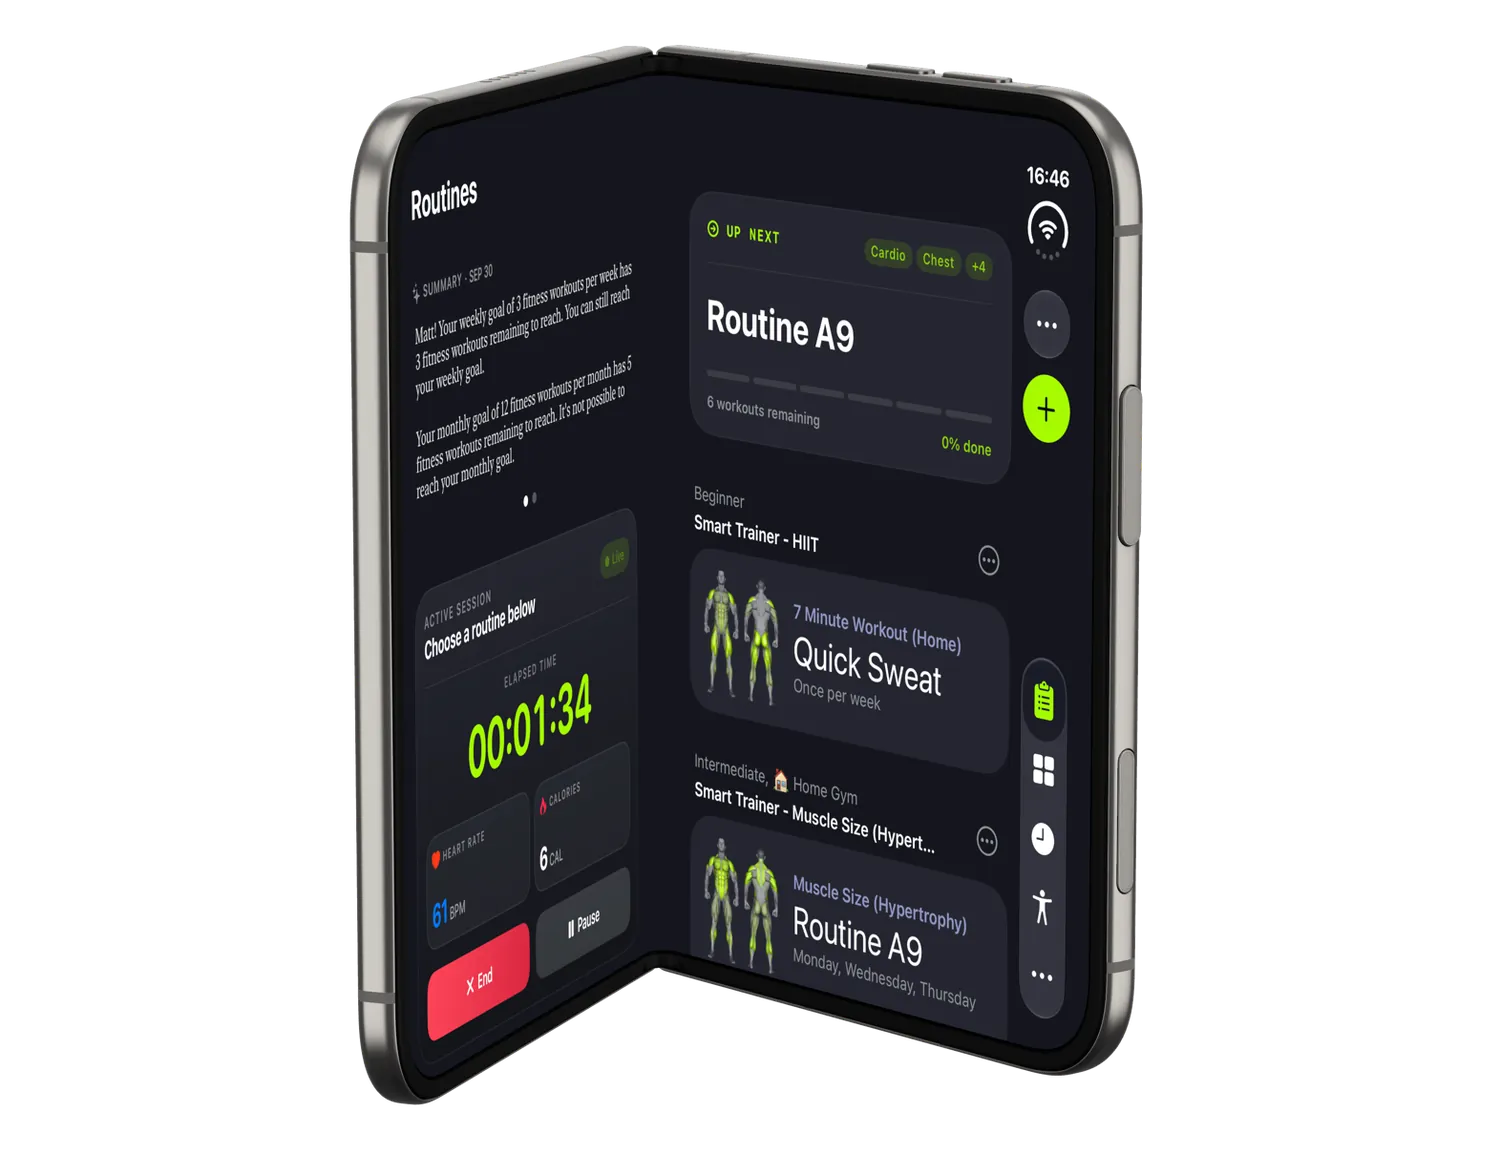 Routines
SUMMARY · SEP 30
Matt! Your weekly goal of 3 fitness workouts per week has
3 fitness workouts remaining to reach. You can still reach
your weekly goal.
Your monthly goal of 12 fitness workouts per month has 5
fitness workouts remaining to reach. It's not possible to
reach your monthly goal.
Live
ACTIVE SESSION
Choose a routine below
ELAPSED TIME
00:01:34
HEART RATE
61 BPM
CALORIES
6 CAL
End
Pause
16:46
UP NEXT
Cardio
Chest
+4
Routine A9
6 workouts remaining
0% done
Beginner
Smart Trainer - HIIT
7 Minute Workout (Home)
Quick Sweat
Once per week
Intermediate, 🏠 Home Gym
Smart Trainer - Muscle Size (Hypert...
Muscle Size (Hypertrophy)
Routine A9
Monday, Wednesday, Thursday